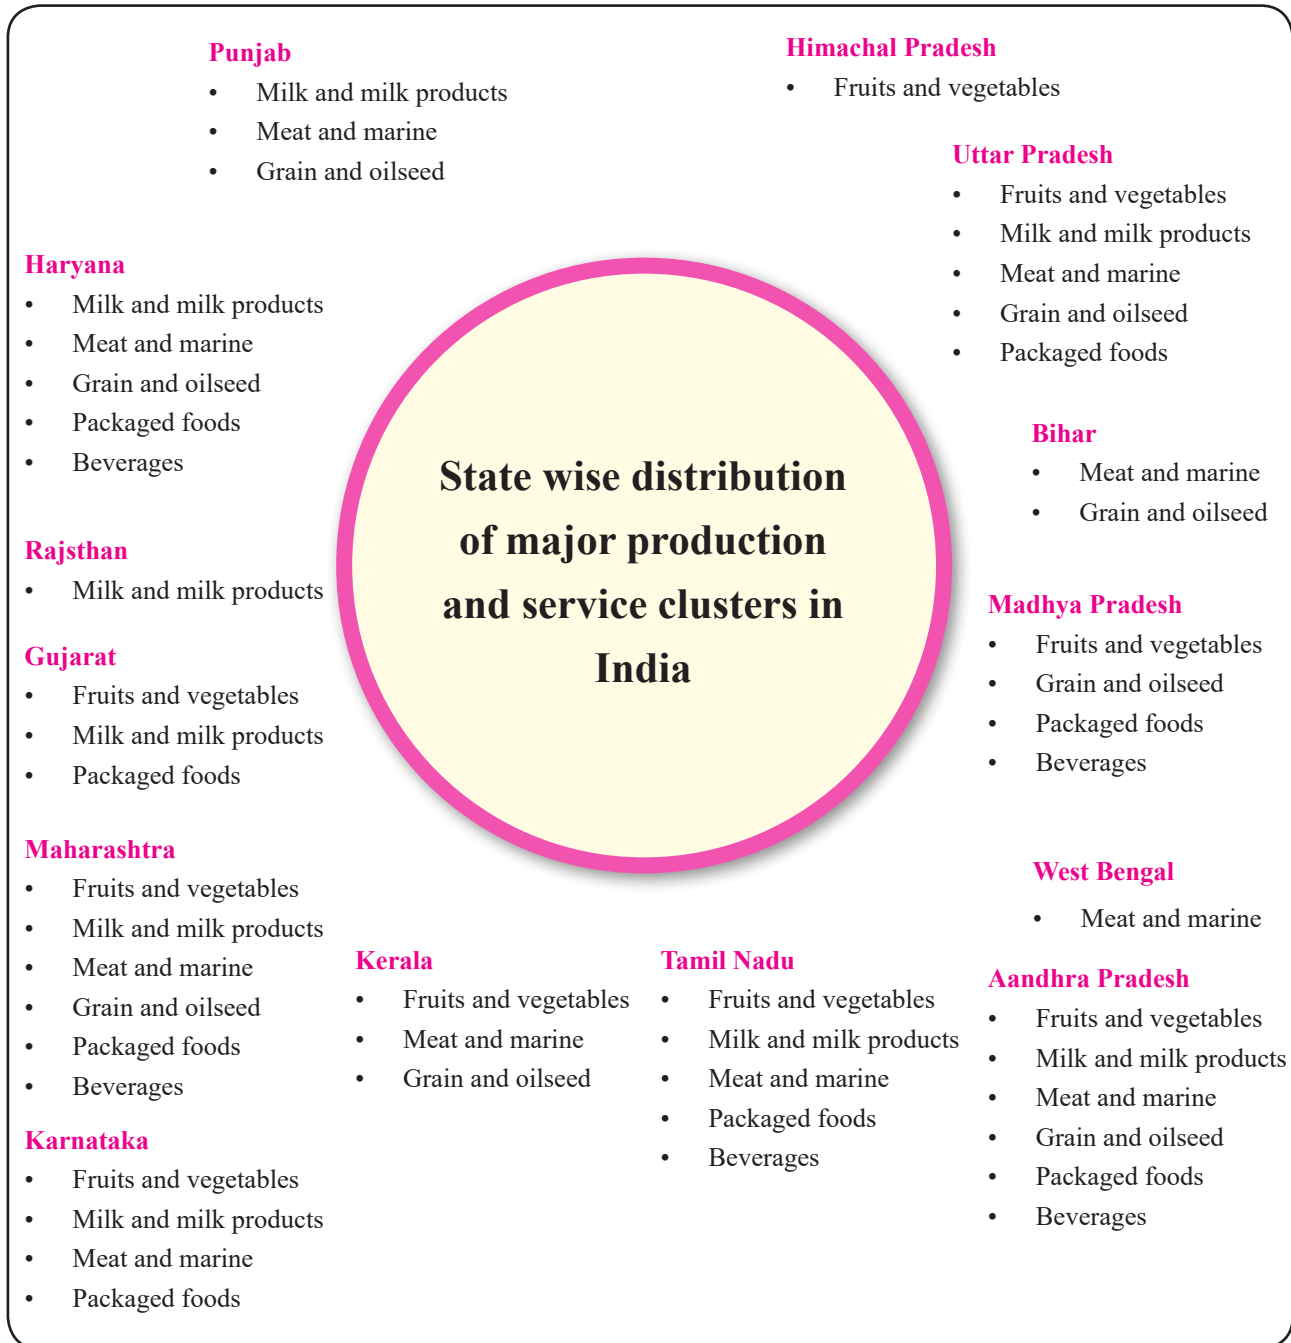 Punjab
• Milk and milk products
• Meat and marine
• Grain and oilseed
Himachal Pradesh
• Fruits and vegetables
Uttar Pradesh
• Fruits and vegetables
• Milk and milk products
• Meat and marine
• Grain and oilseed
• Packaged foods
Haryana
• Milk and milk products
• Meat and marine
• Grain and oilseed
• Packaged foods
• Beverages
State wise distribution
of major production
and service clusters in
India
Bihar
• Meat and marine
• Grain and oilseed
Rajsthan
• Milk and milk products
Madhya Pradesh
• Fruits and vegetables
• Grain and oilseed
• Packaged foods
• Beverages
Gujarat
• Fruits and vegetables
• Milk and milk products
• Packaged foods
Maharashtra
• Fruits and vegetables
• Milk and milk products
• Meat and marine
• Grain and oilseed
• Packaged foods
• Beverages
West Bengal
• Meat and marine
Kerala
• Fruits and vegetables
• Meat and marine
• Grain and oilseed
Tamil Nadu
• Fruits and vegetables
• Milk and milk products
• Meat and marine
• Packaged foods
• Beverages
Aandhra Pradesh
• Fruits and vegetables
• Milk and milk products
• Meat and marine
• Grain and oilseed
• Packaged foods
• Beverages
Karnataka
• Fruits and vegetables
• Milk and milk products
• Meat and marine
• Packaged foods